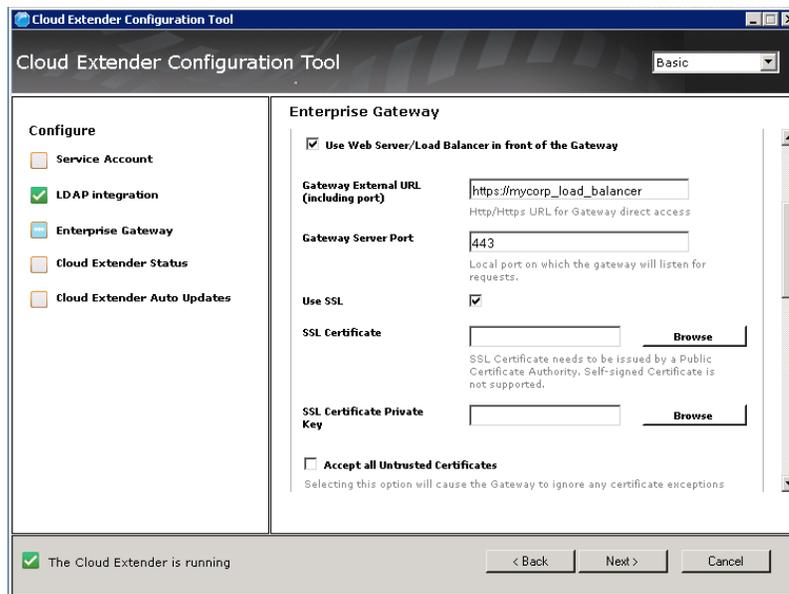 Cloud Extender Configuration Tool
Cloud Extender Configuration Tool
Basic
Configure
Service Account
LDAP integration
Enterprise Gateway
Cloud Extender Status
Cloud Extender Auto Updates
Enterprise Gateway
Use Web Server/Load Balancer in front of the Gateway
Gateway External URL
(including port)
https://mycorp_load_balancer
Http/Https URL for Gateway direct access
Gateway Server Port
443
Local port on which the gateway will listen for
requests.
Use SSL
SSL Certificate
Browse
SSL Certificate needs to be issued by a Public
Certificate Authority. Self-signed Certificate is
not supported.
SSL Certificate Private
Key
Browse
Accept all Untrusted Certificates
Selecting this option will cause the Gateway to ignore any certificate exceptions
The Cloud Extender is running
< Back
Next >
Cancel